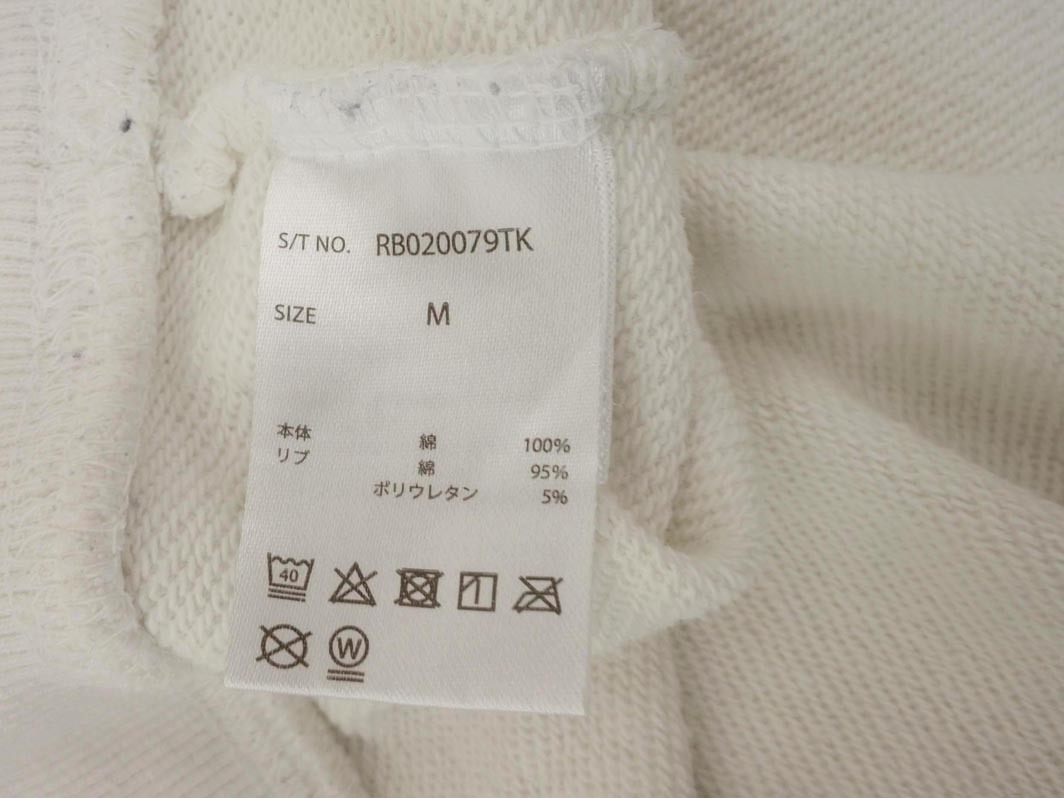 S/T NO. RB020079TK
SIZE M
本体 綿 100%
リブ 綿 95%
ポリウレタン 5%
40
W